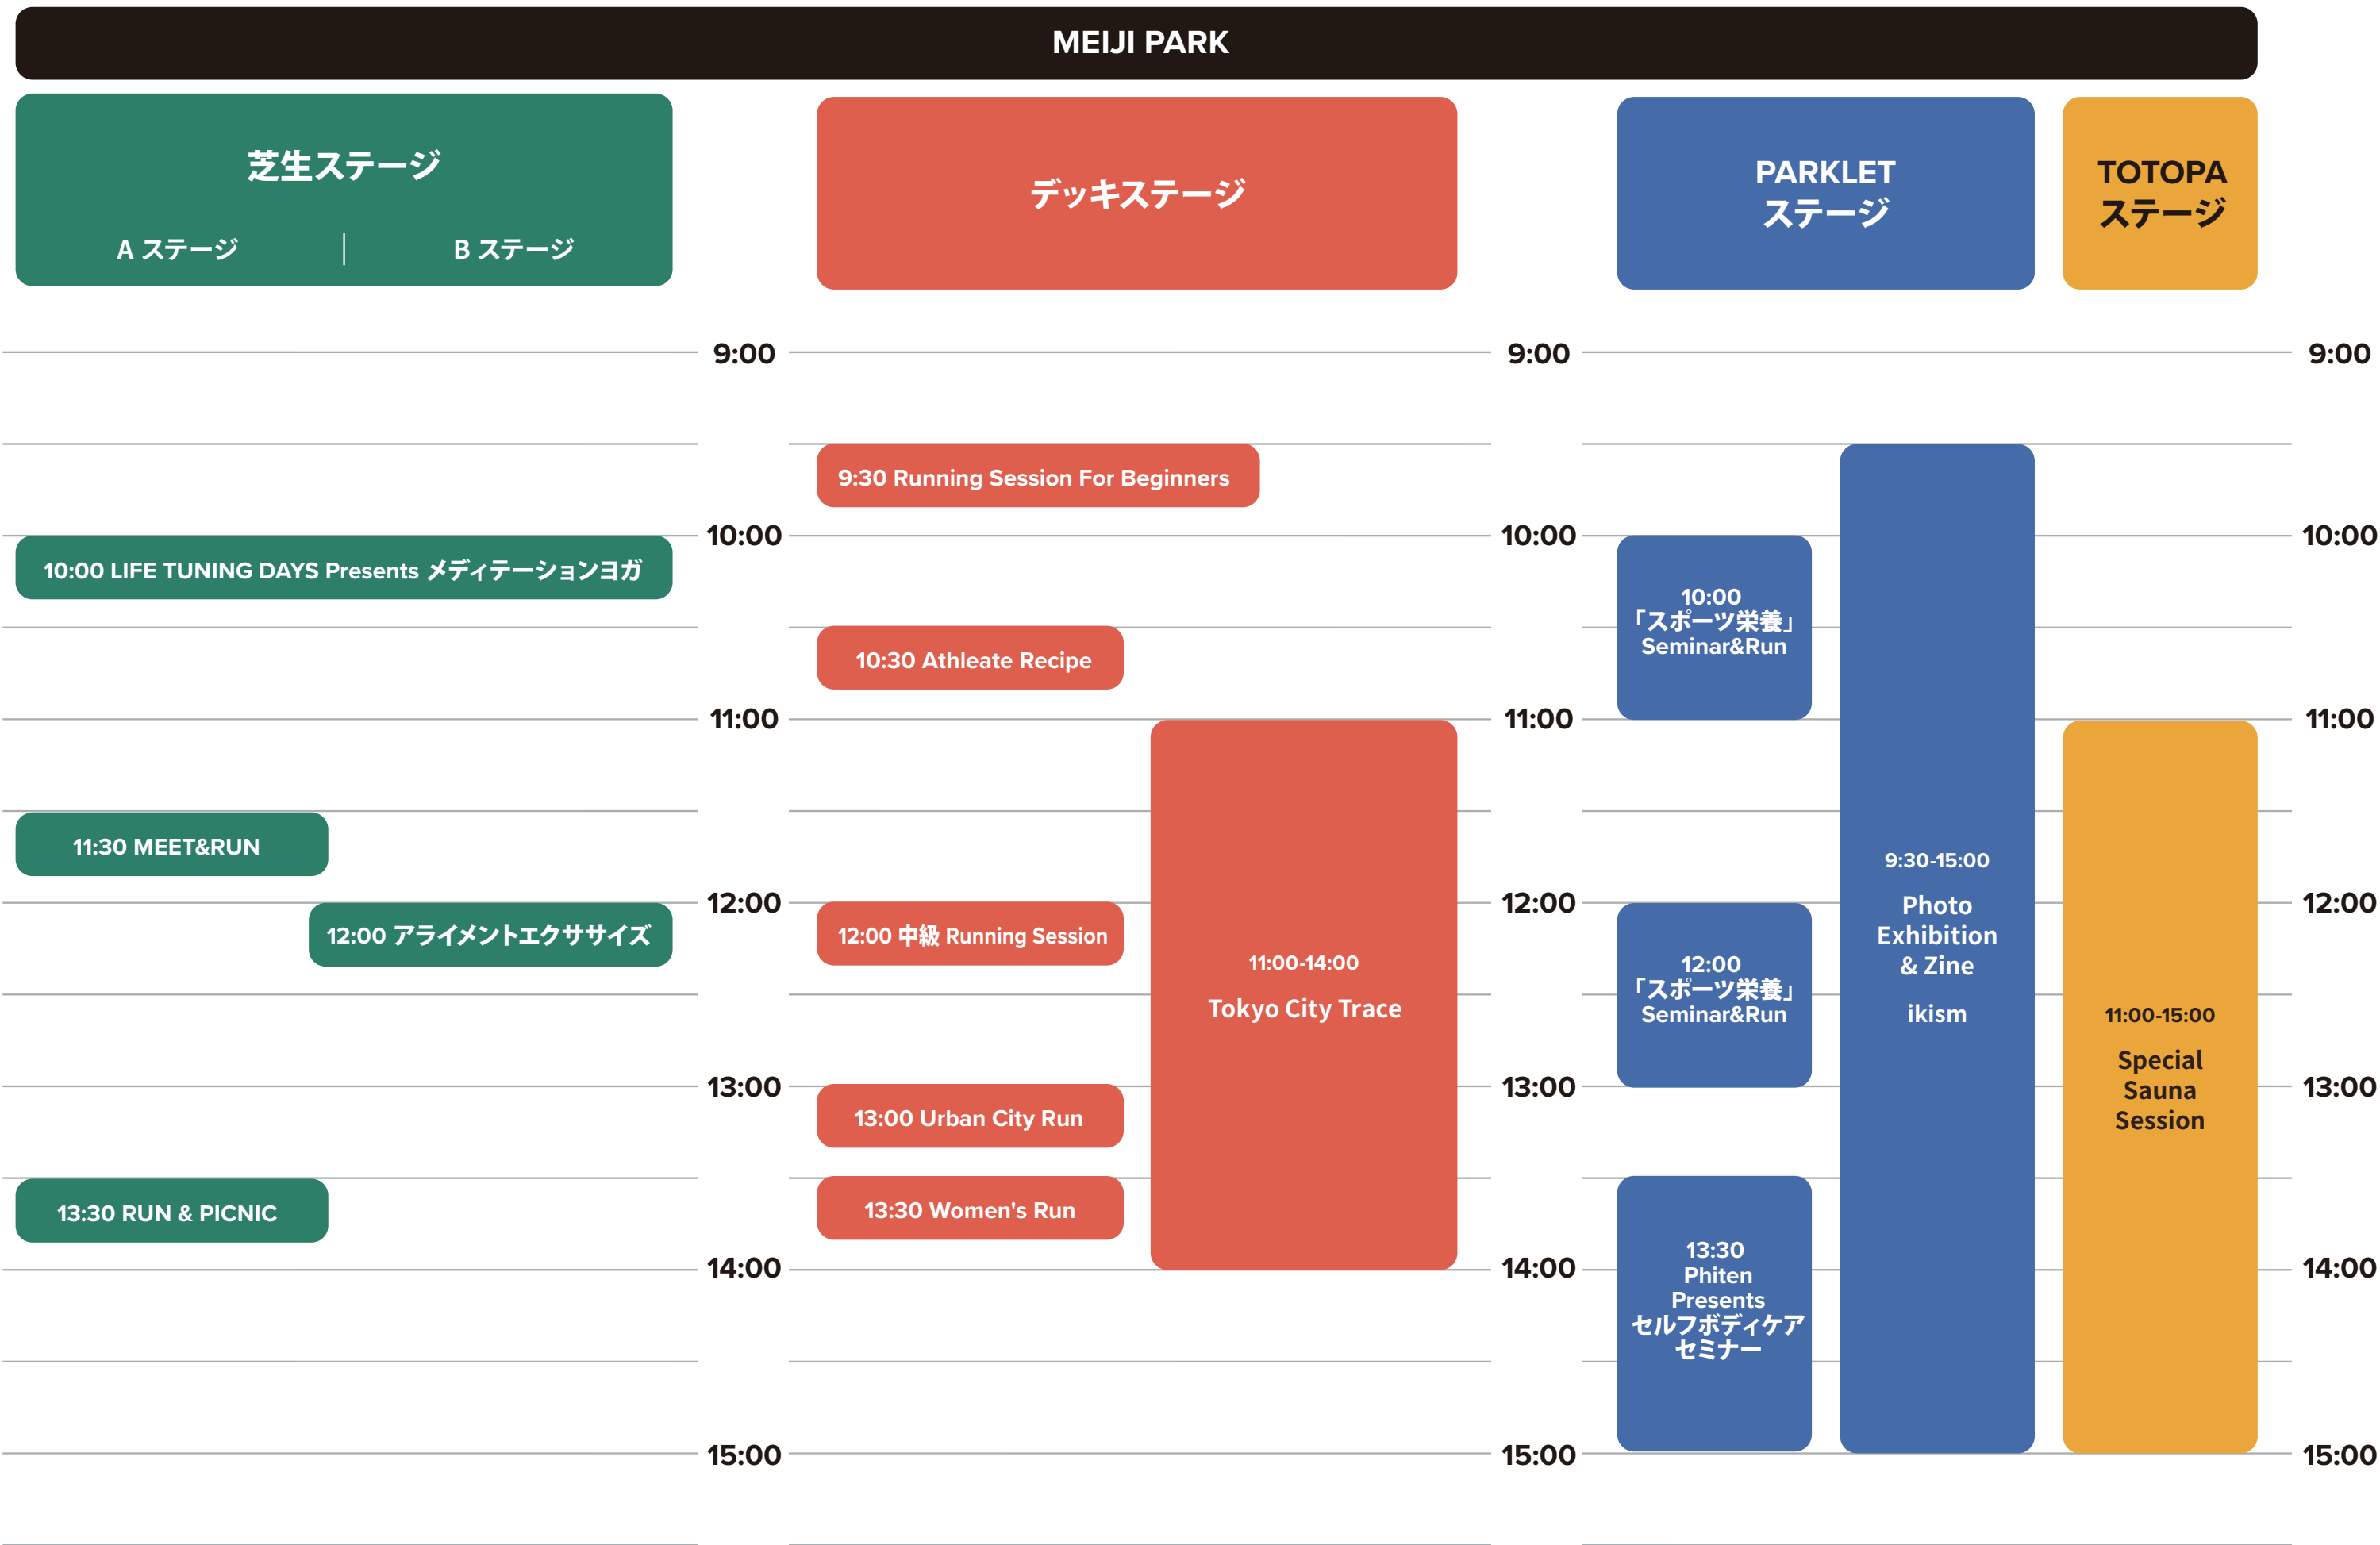 MEIJI PARK
芝生ステージ
A ステージ
B ステージ
デッキステージ
PARKLET
ステージ
TOTOPA
ステージ
9:00
10:00
11:00
12:00
13:00
14:00
15:00
10:00 LIFE TUNING DAYS Presents メディテーションヨガ
11:30 MEET&RUN
12:00 アライメントエクササイズ
13:30 RUN & PICNIC
9:00
10:00
11:00
12:00
13:00
14:00
15:00
9:30 Running Session For Beginners
10:30 Athleate Recipe
12:00 中級 Running Session
13:00 Urban City Run
13:30 Women's Run
11:00-14:00
Tokyo City Trace
9:00
10:00
11:00
12:00
13:00
14:00
15:00
10:00
「スポーツ栄養」
Seminar&Run
12:00
「スポーツ栄養」
Seminar&Run
13:30
Phiten
Presents
セルフボディケア
セミナー
9:30-15:00
Photo
Exhibition
& Zine
ikism
11:00-15:00
Special
Sauna
Session